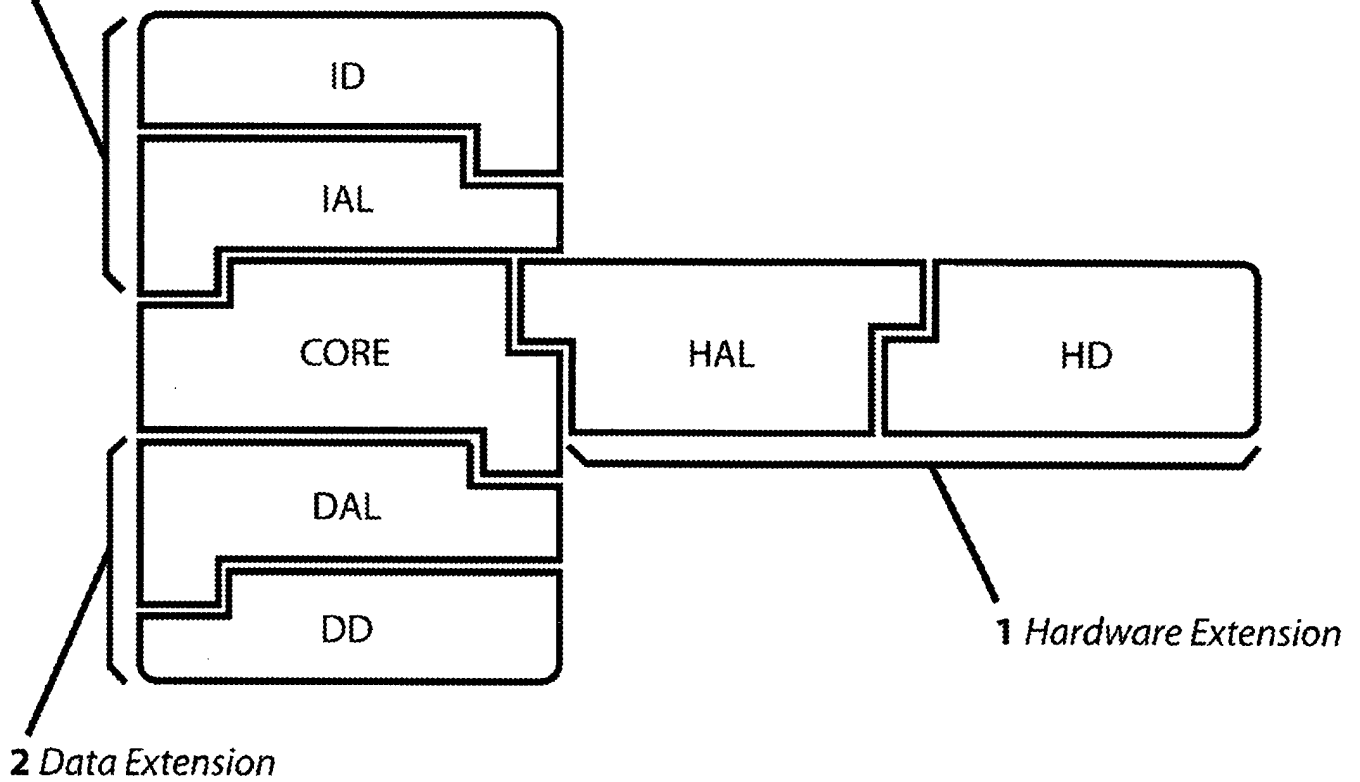 ID
IAL
CORE
HAL
HD
DAL
DD
1 Hardware Extension
2 Data Extension